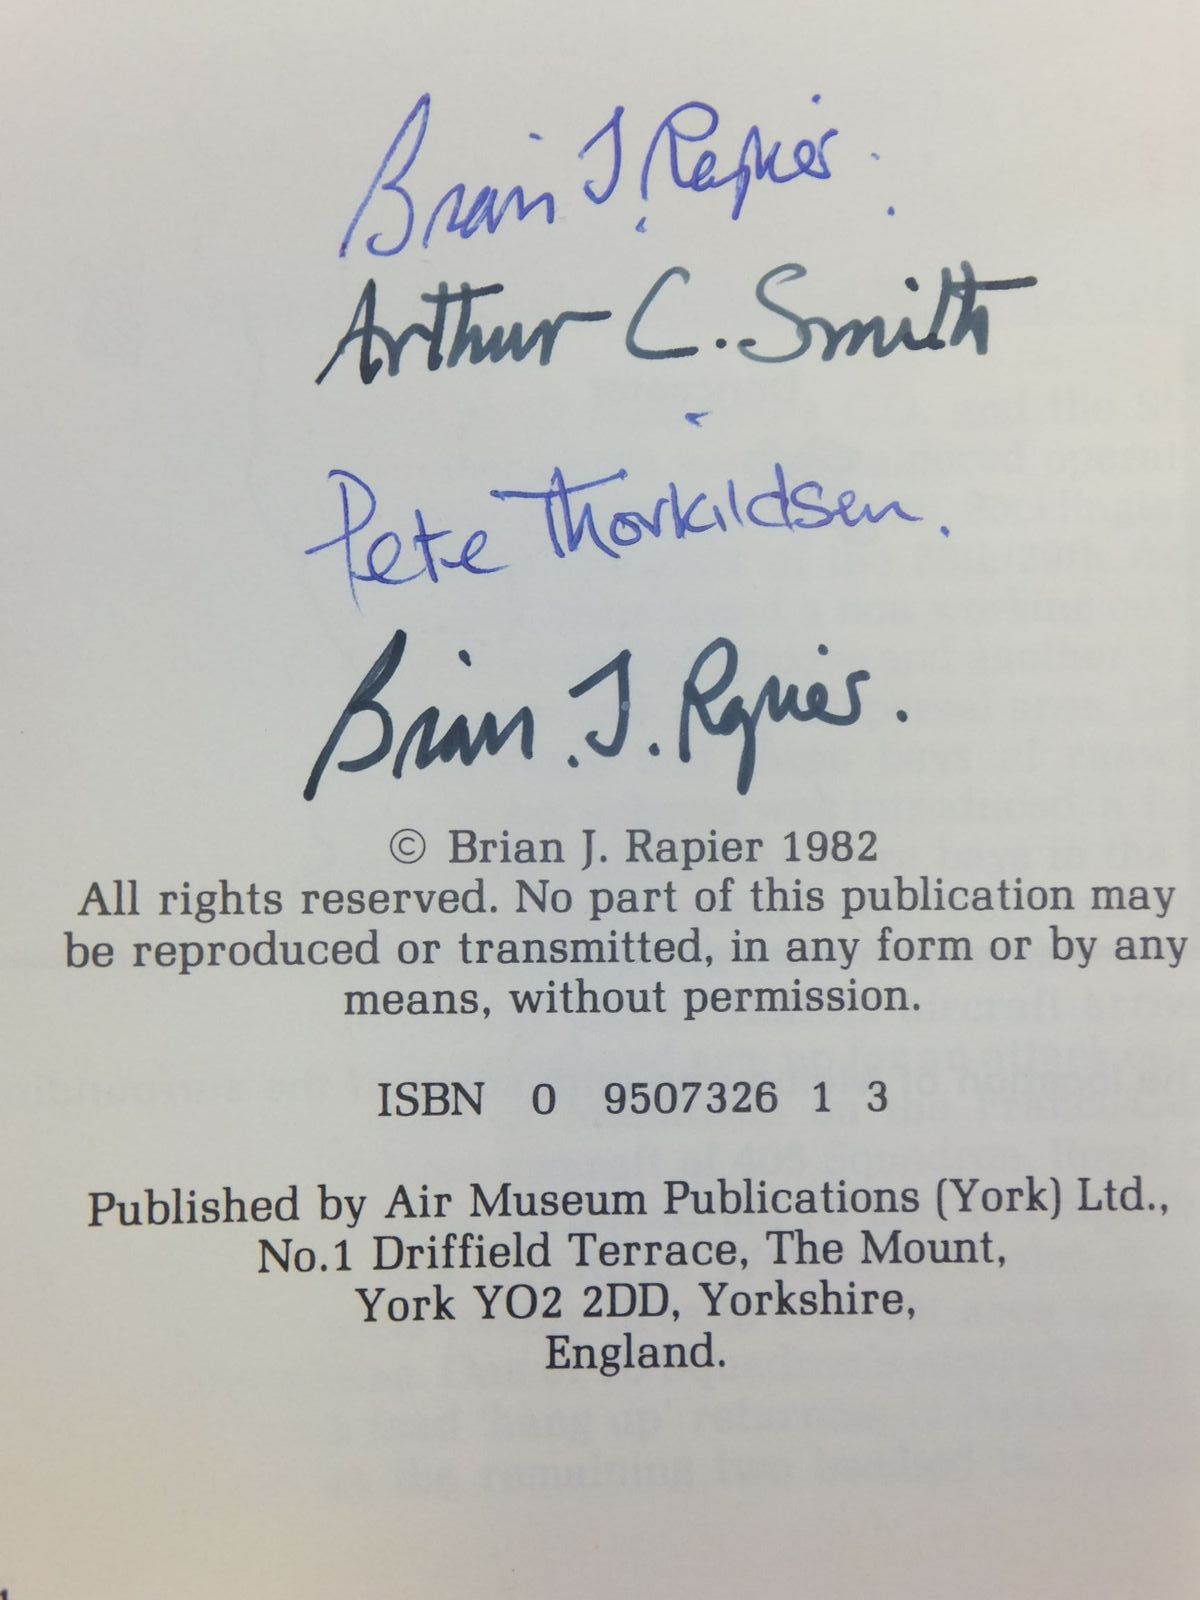 Brian J. Rapier.
Arthur C. Smith
Pete Thorkildsen.
Brian. J. Rapier.
© Brian J. Rapier 1982
All rights reserved. No part of this publication may
be reproduced or transmitted, in any form or by any
means, without permission.
ISBN 0 9507326 1 3
Published by Air Museum Publications (York) Ltd.,
No.1 Driffield Terrace, The Mount,
York YO2 2DD, Yorkshire,
England.